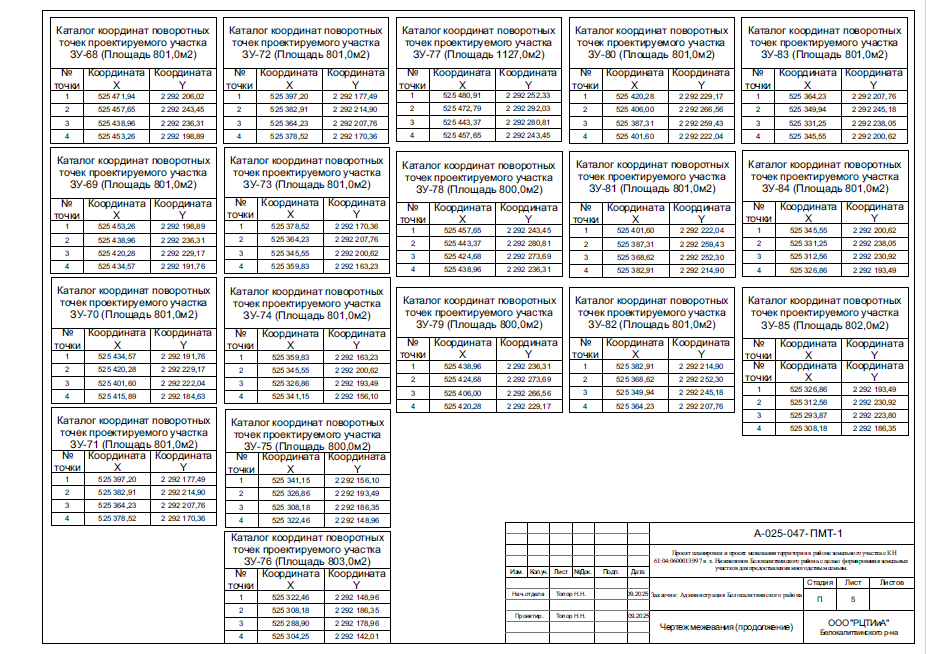 Каталог координат поворотных
точек проектируемого участка
ЗУ-68 (Площадь 801,0м2)
№ точки Координата X Координата Y
1 525 471,94 2 292 206,02
2 525 457,65 2 292 243,45
3 525 438,96 2 292 236,31
4 525 453,26 2 292 198,89
Каталог координат поворотных
точек проектируемого участка
ЗУ-69 (Площадь 801,0м2)
№ точки Координата X Координата Y
1 525 453,26 2 292 198,89
2 525 438,96 2 292 236,31
3 525 420,28 2 292 229,17
4 525 434,57 2 292 191,76
Каталог координат поворотных
точек проектируемого участка
ЗУ-70 (Площадь 801,0м2)
№ точки Координата X Координата Y
1 525 434,57 2 292 191,76
2 525 420,28 2 292 229,17
3 525 401,60 2 292 222,04
4 525 415,89 2 292 184,63
Каталог координат поворотных
точек проектируемого участка
ЗУ-71 (Площадь 801,0м2)
№ точки Координата X Координата Y
1 525 397,20 2 292 177,49
2 525 382,91 2 292 214,90
3 525 364,23 2 292 207,76
4 525 378,52 2 292 170,36
Каталог координат поворотных
точек проектируемого участка
ЗУ-72 (Площадь 801,0м2)
№ точки Координата X Координата Y
1 525 397,20 2 292 177,49
2 525 382,91 2 292 214,90
3 525 364,23 2 292 207,76
4 525 378,52 2 292 170,36
Каталог координат поворотных
точек проектируемого участка
ЗУ-73 (Площадь 801,0м2)
№ точки Координата X Координата Y
1 525 378,52 2 292 170,36
2 525 364,23 2 292 207,76
3 525 345,55 2 292 200,62
4 525 359,83 2 292 163,23
Каталог координат поворотных
точек проектируемого участка
ЗУ-74 (Площадь 801,0м2)
№ точки Координата X Координата Y
1 525 359,83 2 292 163,23
2 525 345,55 2 292 200,62
3 525 326,86 2 292 193,49
4 525 341,15 2 292 156,10
Каталог координат поворотных
точек проектируемого участка
ЗУ-75 (Площадь 800,0м2)
№ точки Координата X Координата Y
1 525 341,15 2 292 156,10
2 525 326,86 2 292 193,49
3 525 308,18 2 292 186,35
4 525 322,46 2 292 148,96
Каталог координат поворотных
точек проектируемого участка
ЗУ-76 (Площадь 803,0м2)
№ точки Координата X Координата Y
1 525 322,46 2 292 148,96
2 525 308,18 2 292 186,35
3 525 288,90 2 292 178,96
4 525 304,25 2 292 142,01
Каталог координат поворотных
точек проектируемого участка
ЗУ-77 (Площадь 1127,0м2)
№ точки Координата X Координата Y
1 525 480,91 2 292 252,33
2 525 472,79 2 292 292,03
3 525 443,37 2 292 280,81
4 525 457,65 2 292 243,45
Каталог координат поворотных
точек проектируемого участка
ЗУ-78 (Площадь 800,0м2)
№ точки Координата X Координата Y
1 525 457,65 2 292 243,45
2 525 443,37 2 292 280,81
3 525 424,68 2 292 273,69
4 525 438,96 2 292 236,31
Каталог координат поворотных
точек проектируемого участка
ЗУ-79 (Площадь 800,0м2)
№ точки Координата X Координата Y
1 525 438,96 2 292 236,31
2 525 424,68 2 292 273,69
3 525 406,00 2 292 266,56
4 525 420,28 2 292 229,17
Каталог координат поворотных
точек проектируемого участка
ЗУ-80 (Площадь 801,0м2)
№ точки Координата X Координата Y
1 525 420,28 2 292 229,17
2 525 406,00 2 292 266,56
3 525 387,31 2 292 259,43
4 525 401,60 2 292 222,04
Каталог координат поворотных
точек проектируемого участка
ЗУ-81 (Площадь 801,0м2)
№ точки Координата X Координата Y
1 525 401,60 2 292 222,04
2 525 387,31 2 292 259,43
3 525 368,62 2 292 252,30
4 525 382,91 2 292 214,90
Каталог координат поворотных
точек проектируемого участка
ЗУ-82 (Площадь 801,0м2)
№ точки Координата X Координата Y
1 525 382,91 2 292 214,90
2 525 368,62 2 292 252,30
3 525 349,94 2 292 245,18
4 525 364,23 2 292 207,76
Каталог координат поворотных
точек проектируемого участка
ЗУ-83 (Площадь 801,0м2)
№ точки Координата X Координата Y
1 525 364,23 2 292 207,76
2 525 349,94 2 292 245,18
3 525 331,25 2 292 238,05
4 525 345,55 2 292 200,62
Каталог координат поворотных
точек проектируемого участка
ЗУ-84 (Площадь 801,0м2)
№ точки Координата X Координата Y
1 525 345,55 2 292 200,62
2 525 331,25 2 292 238,05
3 525 312,56 2 292 230,92
4 525 326,86 2 292 193,49
Каталог координат поворотных
точек проектируемого участка
ЗУ-85 (Площадь 802,0м2)
№ точки Координата X Координата Y
№ точки Координата X Координата Y
1 525 326,86 2 292 193,49
2 525 312,56 2 292 230,92
3 525 293,87 2 292 223,80
4 525 308,18 2 292 186,35
А-025-047-ПМТ-1
Проект планировки и проект межевания территории в районе земельного участка с КН
61:04:0600013:997 в х. Нижнепопов Белокалитвинского района с целью формирования земельных
участков для предоставления многодетным семьям.
Изм. Кол.уч. Лист №Док. Подп. Дата
Стадия Лист Листов
Нач.отдела Топор Н.Н. 09.2025 Заказчик: Администрация Белокалитвинского района П 5
Проектир. Топор Н.Н. 09.2025
Чертеж межевания (продолжение)
ООО "РЦТИиА"
Белокалитвинского р-на